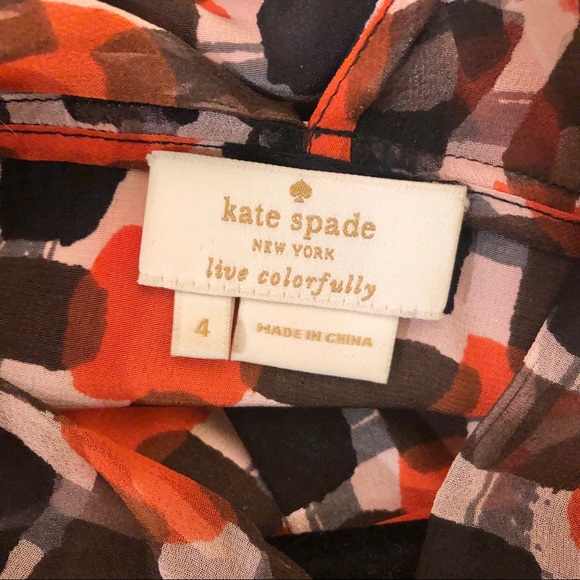 kate spade
NEW YORK
live colorfully
4
MADE IN CHINA